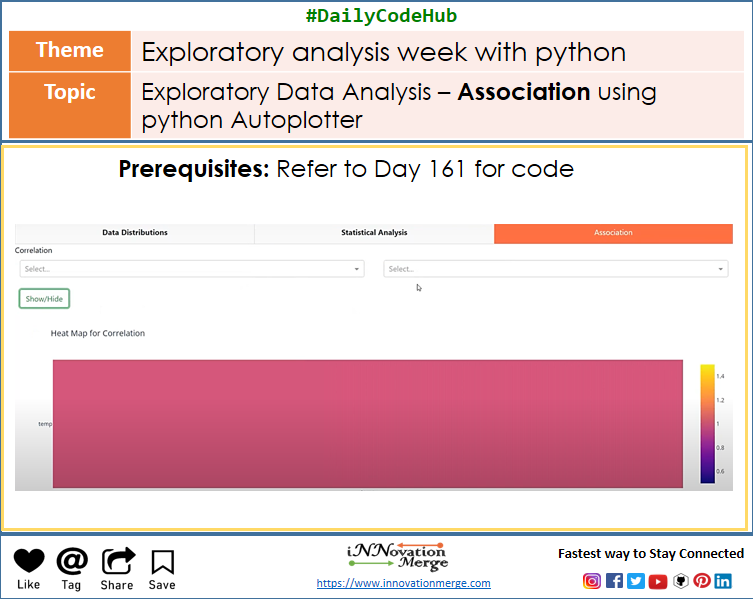 #DailyCodeHub
Theme
Exploratory analysis week with python
Topic
Exploratory Data Analysis – Association using
python Autoplotter
Prerequisites: Refer to Day 161 for code
Data Distributions
Statistical Analysis
Association
Correlation
Select...
Select...
Show/Hide
Heat Map for Correlation
temp
1.4
1.2
1
0.8
0.6
Like
Tag
Share
Save
iNNovation
Merge
https://www.innovationmerge.com
Fastest way to Stay Connected